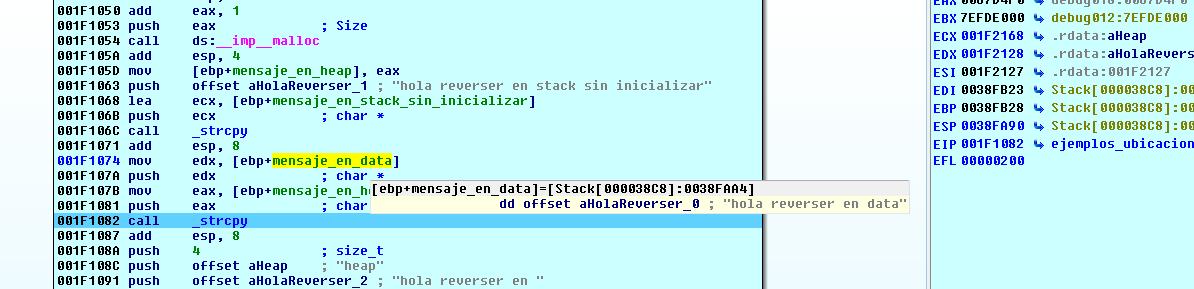 001F1050 add eax, 1
001F1053 push eax ; Size
001F1054 call ds:__imp__malloc
001F105A add esp, 4
001F105D mov [ebp+mensaje_en_heap], eax
001F1063 push offset aHolaReverser_1 ; "hola reverser en stack sin inicializar"
001F1068 lea ecx, [ebp+mensaje_en_stack_sin_inicializar]
001F106B push ecx ; char *
001F106C call _strcpy
001F1071 add esp, 8
001F1074 mov edx, [ebp+mensaje_en_data]
001F107A push edx ; char *
001F107B mov eax, [ebp+mensaje_en_h
001F1081 push eax ; char
001F1082 call _strcpy
001F1087 add esp, 8
001F108A push 4 ; size_t
001F108C push offset aHeap ; "heap"
001F1091 push offset aHolaReverser_2 ; "hola reverser en "
[ebp+mensaje_en_data]=[Stack[000038C8]:0038FAA4]
dd offset aHolaReverser_0 ; "hola reverser en data"
EBX 7EFDE000 debug012:7EFDE000
ECX 001F2168 .rdata:aHeap
EDX 001F2128 .rdata:aHolaRevers
ESI 001F2127 .rdata:001F2127
EDI 0038FB23 Stack[000038C8]:00
EBP 0038FB28 Stack[000038C8]:00
ESP 0038FA90 Stack[000038C8]:00
EIP 001F1082 ejemplos_ubicacion
EFL 00000200